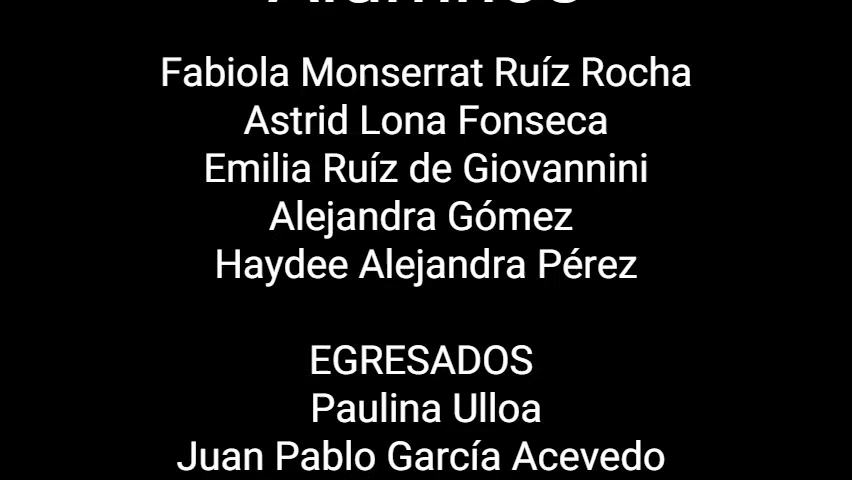 Alumnos
Fabiola Monserrat Ruíz Rocha
Astrid Lona Fonseca
Emilia Ruíz de Giovannini
Alejandra Gómez
Haydee Alejandra Pérez
EGRESADOS
Paulina Ulloa
Juan Pablo García Acevedo